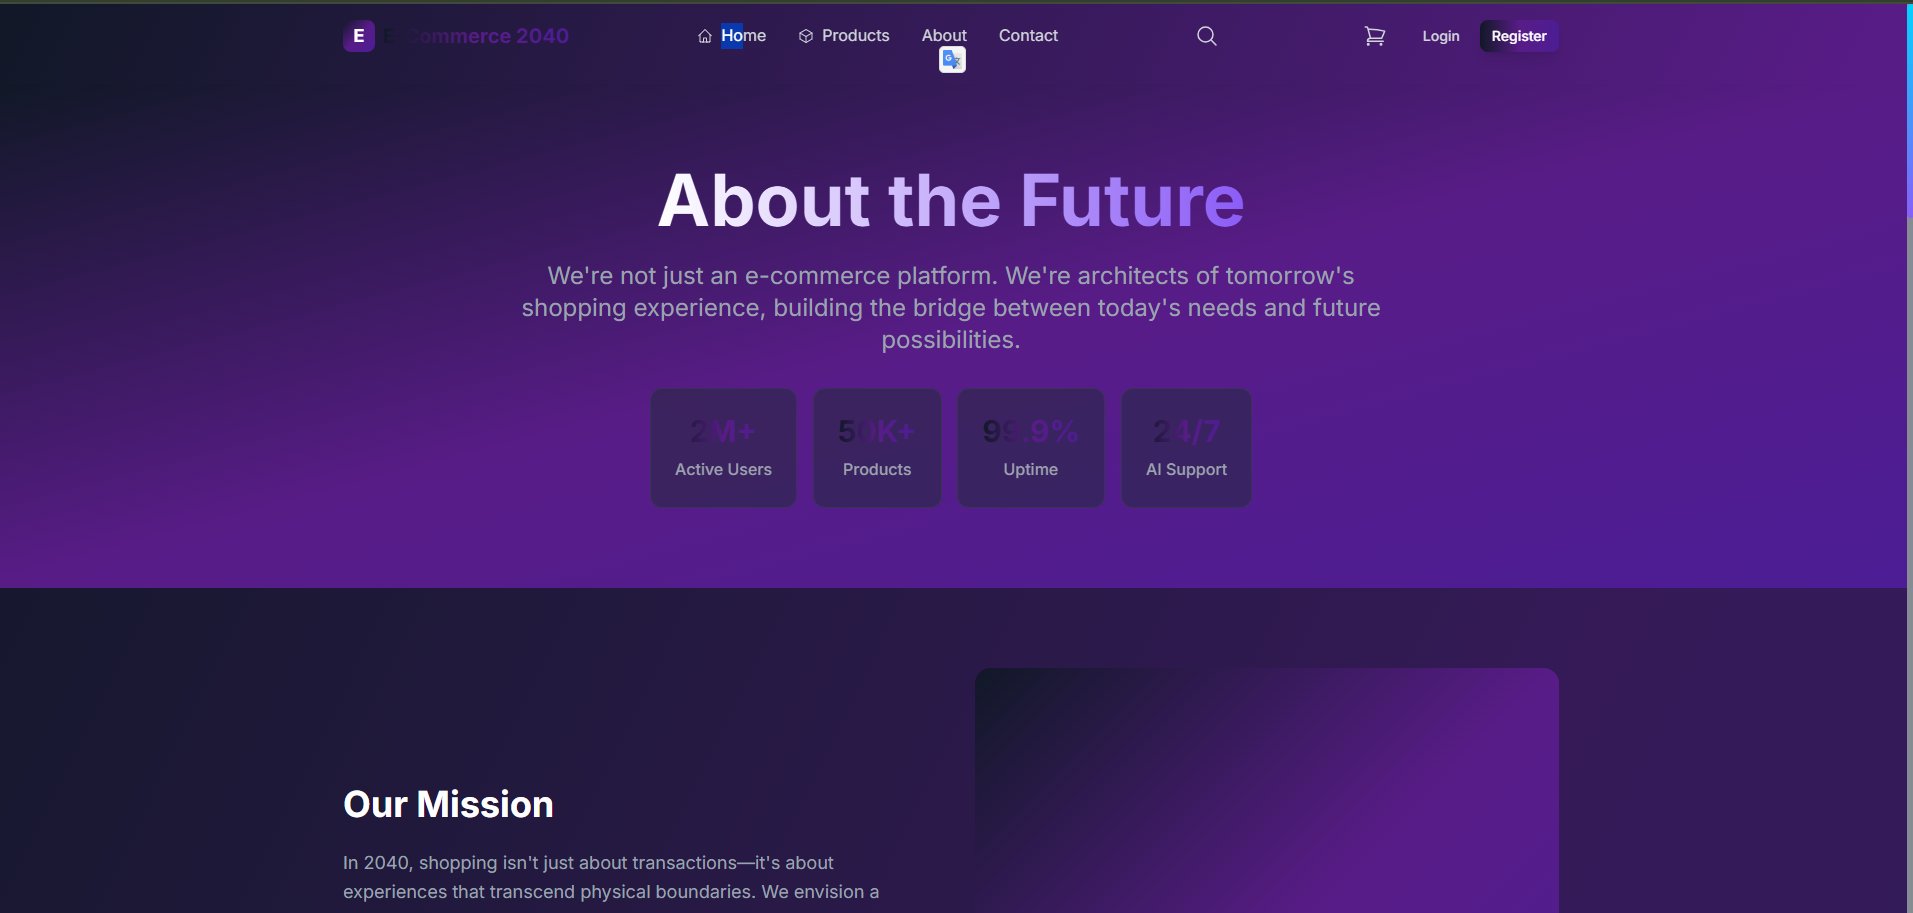 E
E-Commerce 2040
Home
Products
About
Contact
Login
Register
About the Future
We're not just an e-commerce platform. We're architects of tomorrow's
shopping experience, building the bridge between today's needs and future
possibilities.
2M+
Active Users
50K+
Products
99.9%
Uptime
24/7
AI Support
Our Mission
In 2040, shopping isn't just about transactions—it's about
experiences that transcend physical boundaries. We envision a